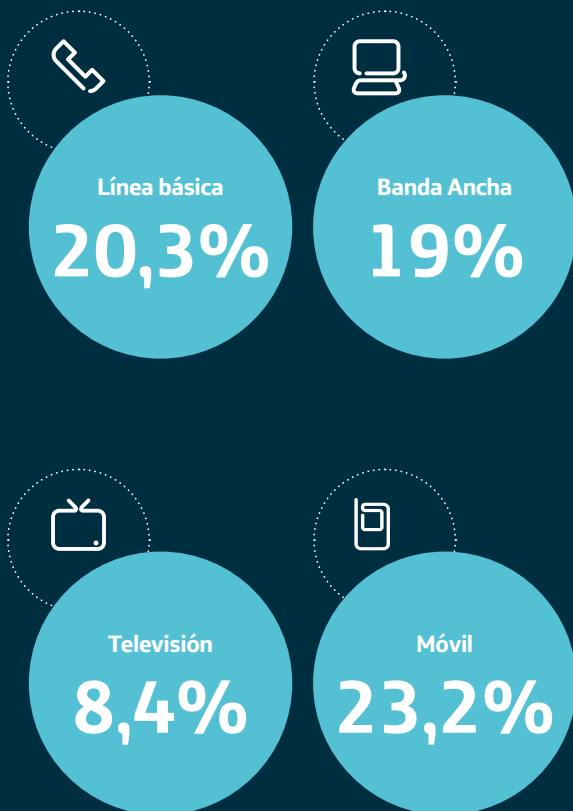 Línea básica
20,3%
Banda Ancha
19%
Televisión
8,4%
Móvil
23,2%